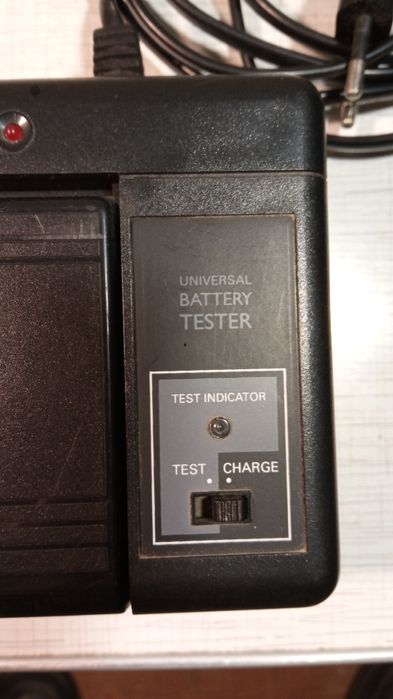 UNIVERSAL
BATTERY
TESTER
TEST INDICATOR
TEST CHARGE